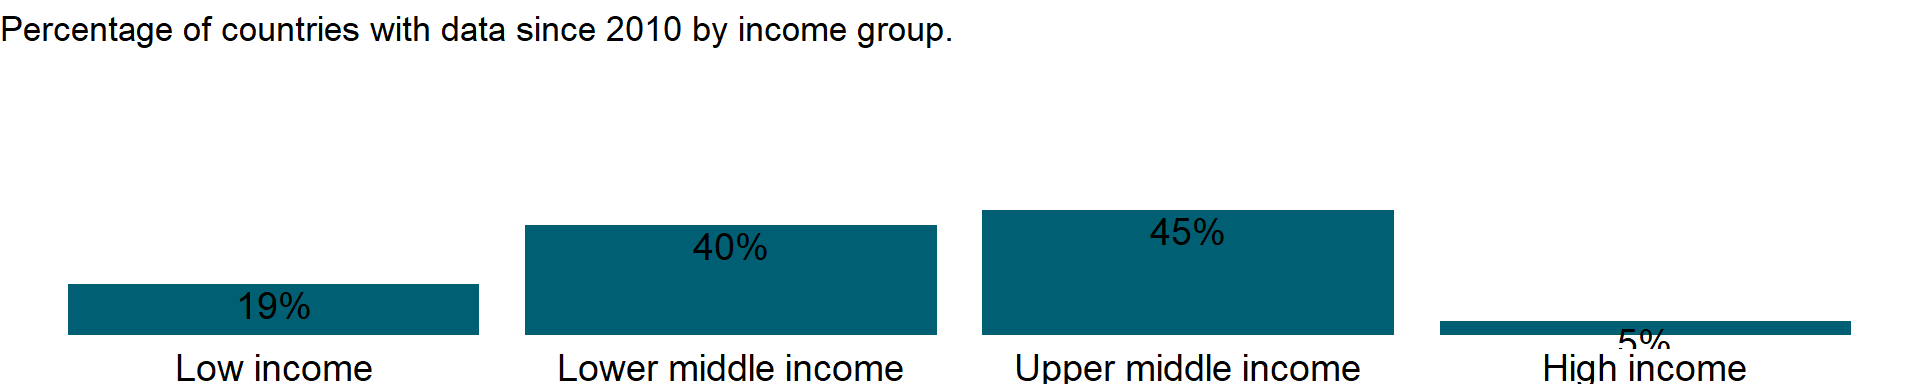 Percentage of countries with data since 2010 by income group.
19%
40%
45%
5%
Low income
Lower middle income
Upper middle income
High income